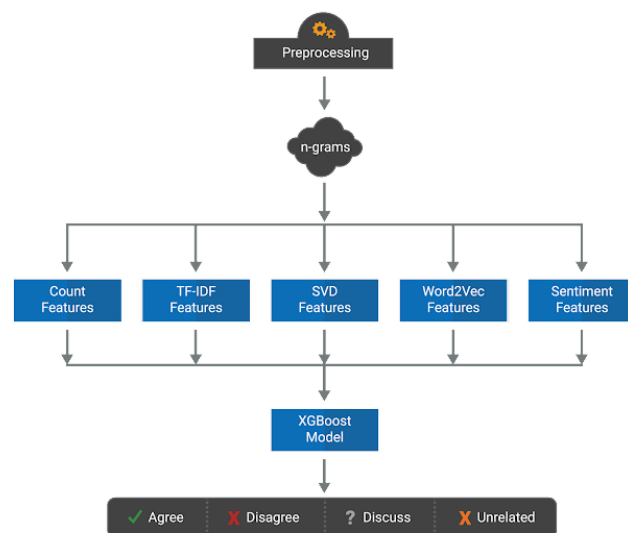 Preprocessing
n-grams
Count
Features
TF-IDF
Features
SVD
Features
Word2Vec
Features
Sentiment
Features
XGBoost
Model
Agree
Disagree
? Discuss
Unrelated